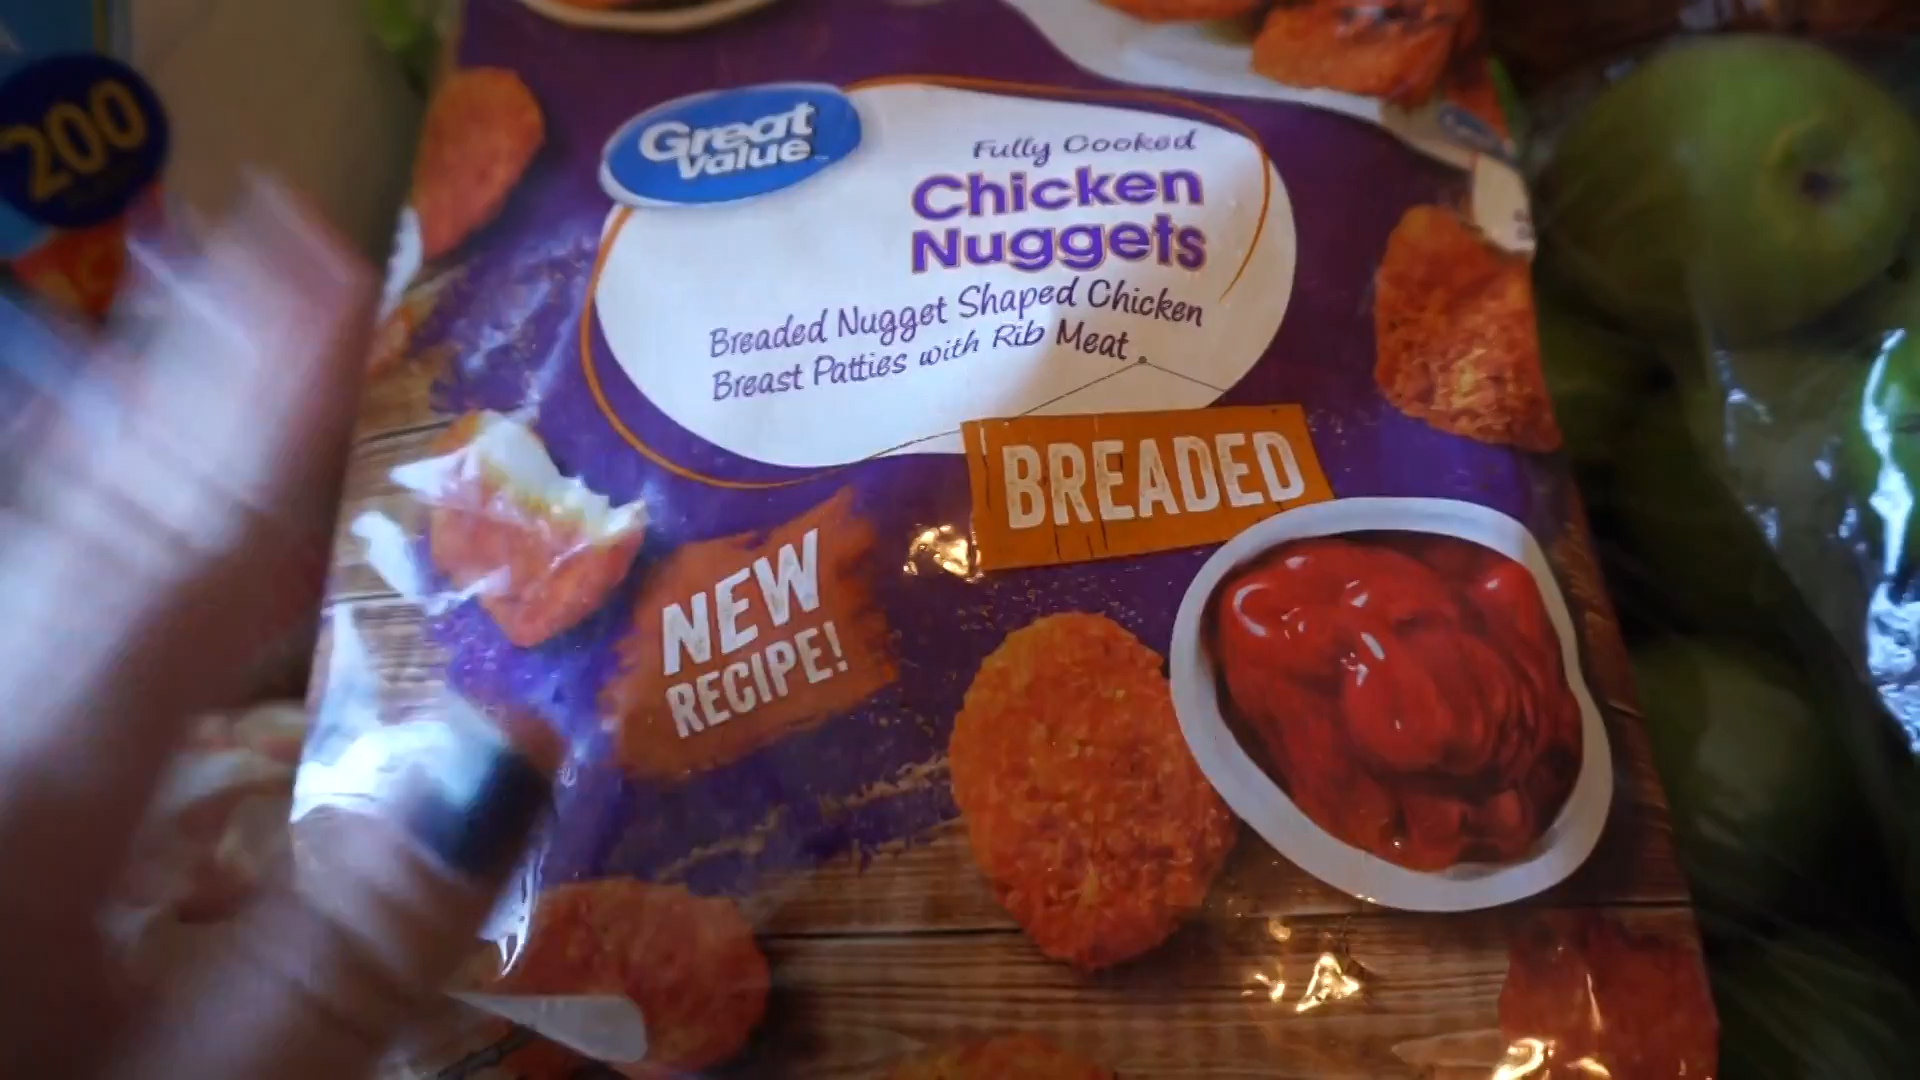 200
Great
Value
Fully Cooked
Chicken
Nuggets
Breaded Nugget Shaped Chicken
Breast Patties with Rib Meat
BREADED
NEW
RECIPE!